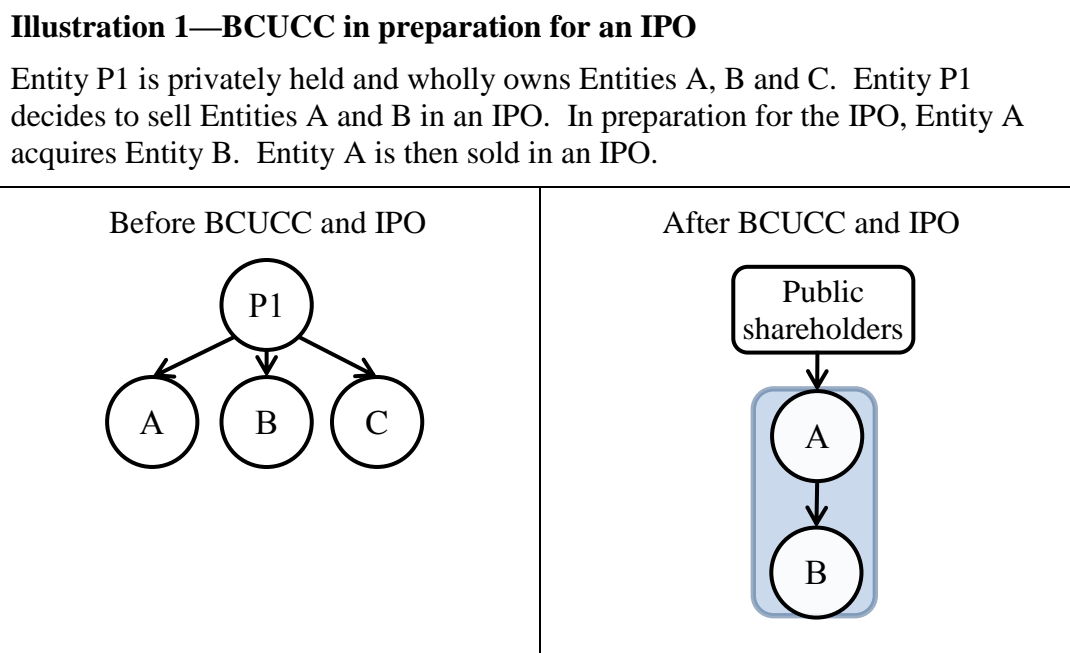 Illustration 1—BCUCC in preparation for an IPO
Entity P1 is privately held and wholly owns Entities A, B and C.  Entity P1
decides to sell Entities A and B in an IPO.  In preparation for the IPO, Entity A
acquires Entity B.  Entity A is then sold in an IPO.
Before BCUCC and IPO
P1
A
B
C
After BCUCC and IPO
Public
shareholders
A
B